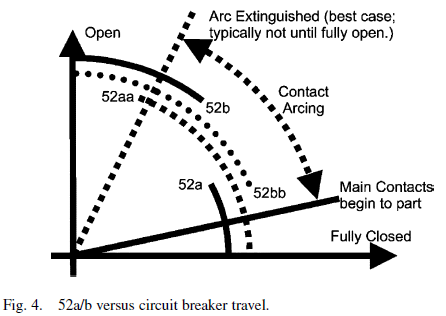 Arc Extinguished (best case;
typically not until fully open.)
Open
52aa
52b
Contact
Arcing
52a
52bb
Main Contacts
begin to part
Fully Closed
Fig. 4. 52a/b versus circuit breaker travel.